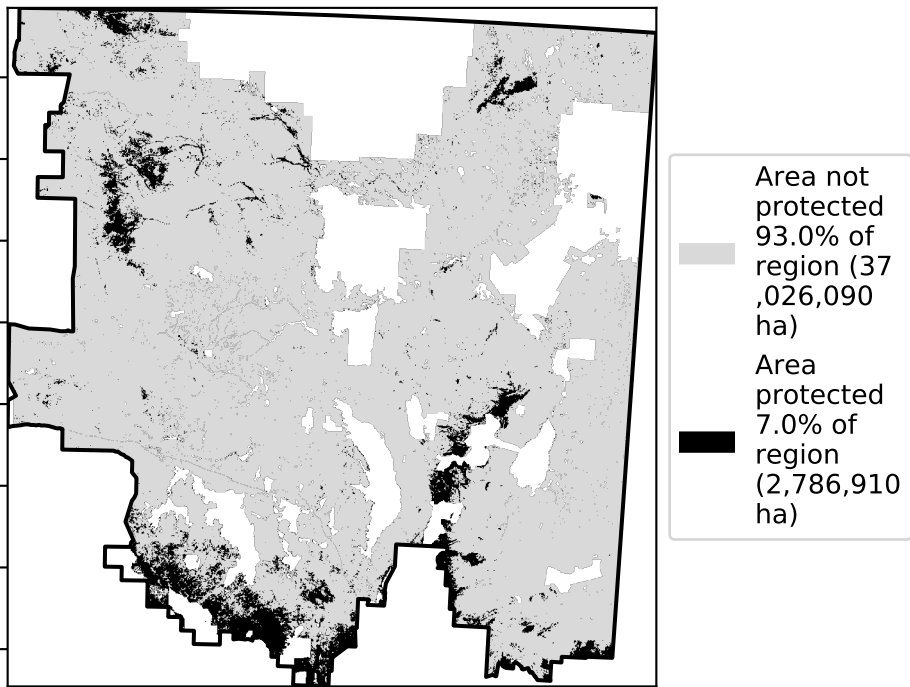 Area not
protected
93.0% of
region (37
,026,090
ha)
Area
protected
7.0% of
region
(2,786,910
ha)